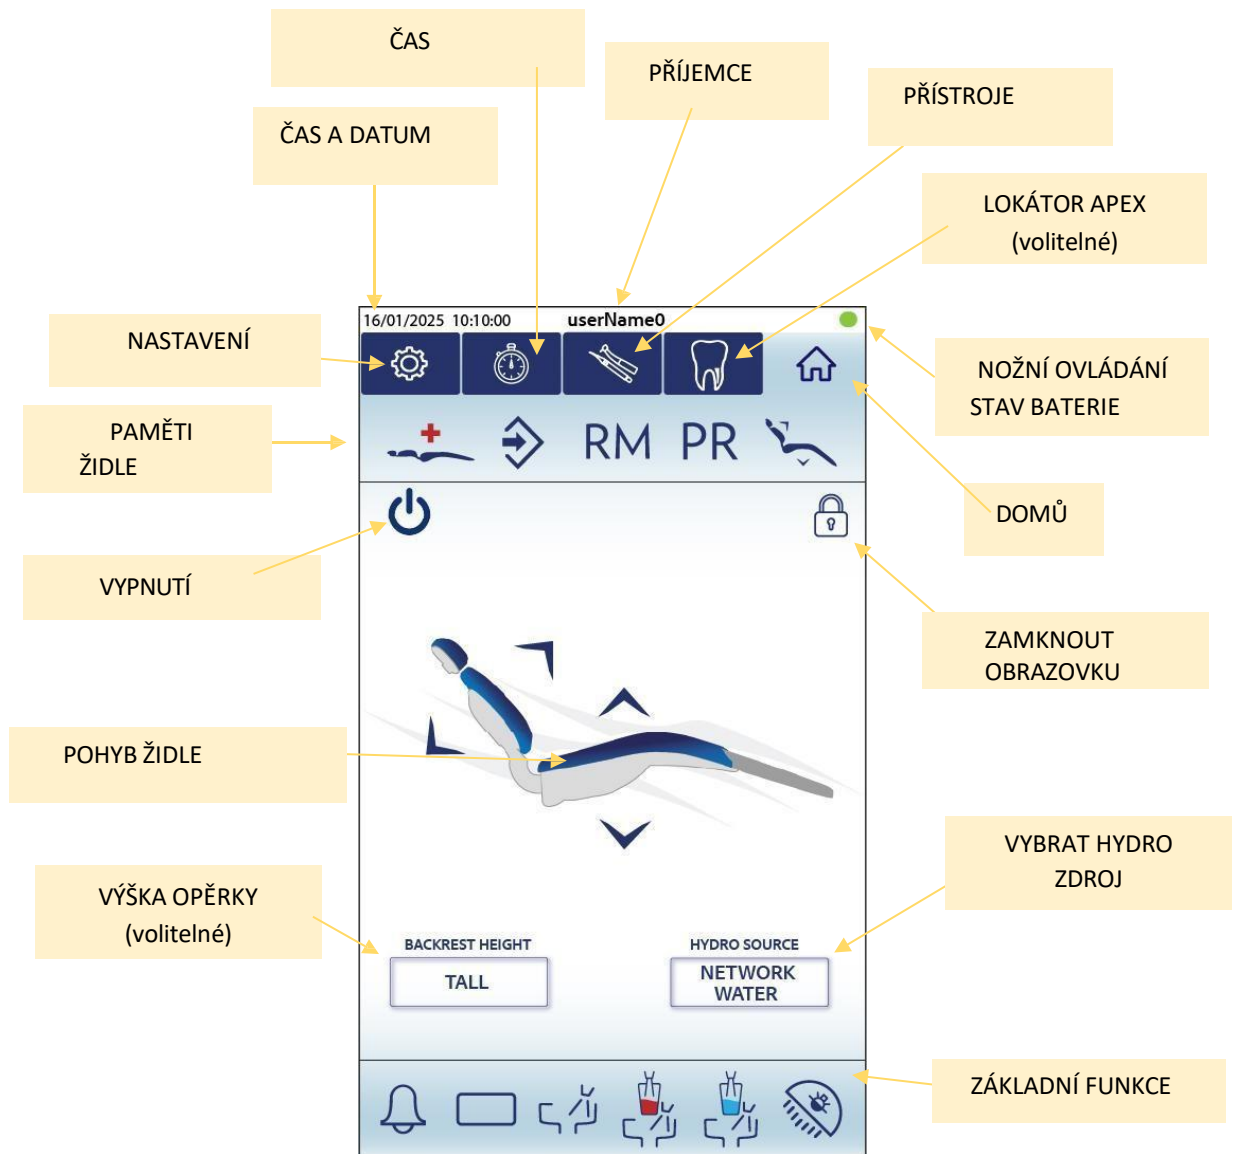 ČAS
PŘÍJEMCE
PŘÍSTROJE
ČAS A DATUM
LOKÁTOR APEX
(volitelné)
16/01/2025 10:10:00 userName0
NASTAVENÍ
NOŽNÍ OVLÁDÁNÍ
STAV BATERIE
PAMĚTI
ŽIDLE
RM PR
DOMŮ
VYPNUTÍ
ZAMKNOUT
OBRAZOVKU
POHYB ŽIDLE
VYBRAT HYDRO
ZDROJ
VÝŠKA OPĚRKY
(volitelné)
BACKREST HEIGHT
TALL
HYDRO SOURCE
NETWORK
WATER
ZÁKLADNÍ FUNKCE